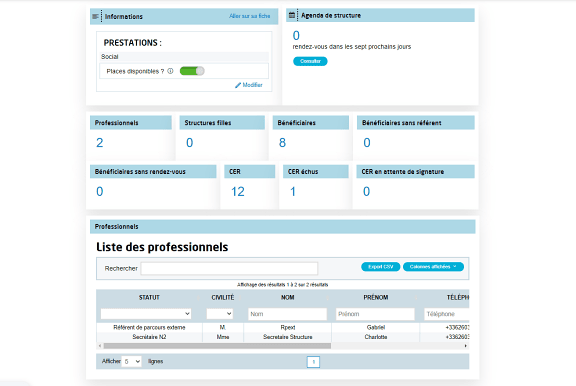 Informations
Aller sur sa fiche
PRESTATIONS :
Social
Places disponibles ?
Modifier
Agenda de structure
0
rendez-vous dans les sept prochains jours
Consulter
Professionnels Structures filles Bénéficiaires Bénéficiaires sans référent
2 0 8 0
Bénéficiaires sans rendez-vous CER CER échus CER en attente de signature
0 12 1 0
Professionnels
Liste des professionnels
Rechercher Export CSV Colonnes affichées
Affichage des résultats 1 à 2 sur 2 résultats
STATUT CIVILITÉ NOM PRÉNOM TÉLÉPH
Nom Prénom Téléphone
Référent de parcours externe M. Rpext Gabriel +3362603
Secrétaire N2 Mme Secretaire Structure Charlotte +3362603
Afficher 5 lignes 1